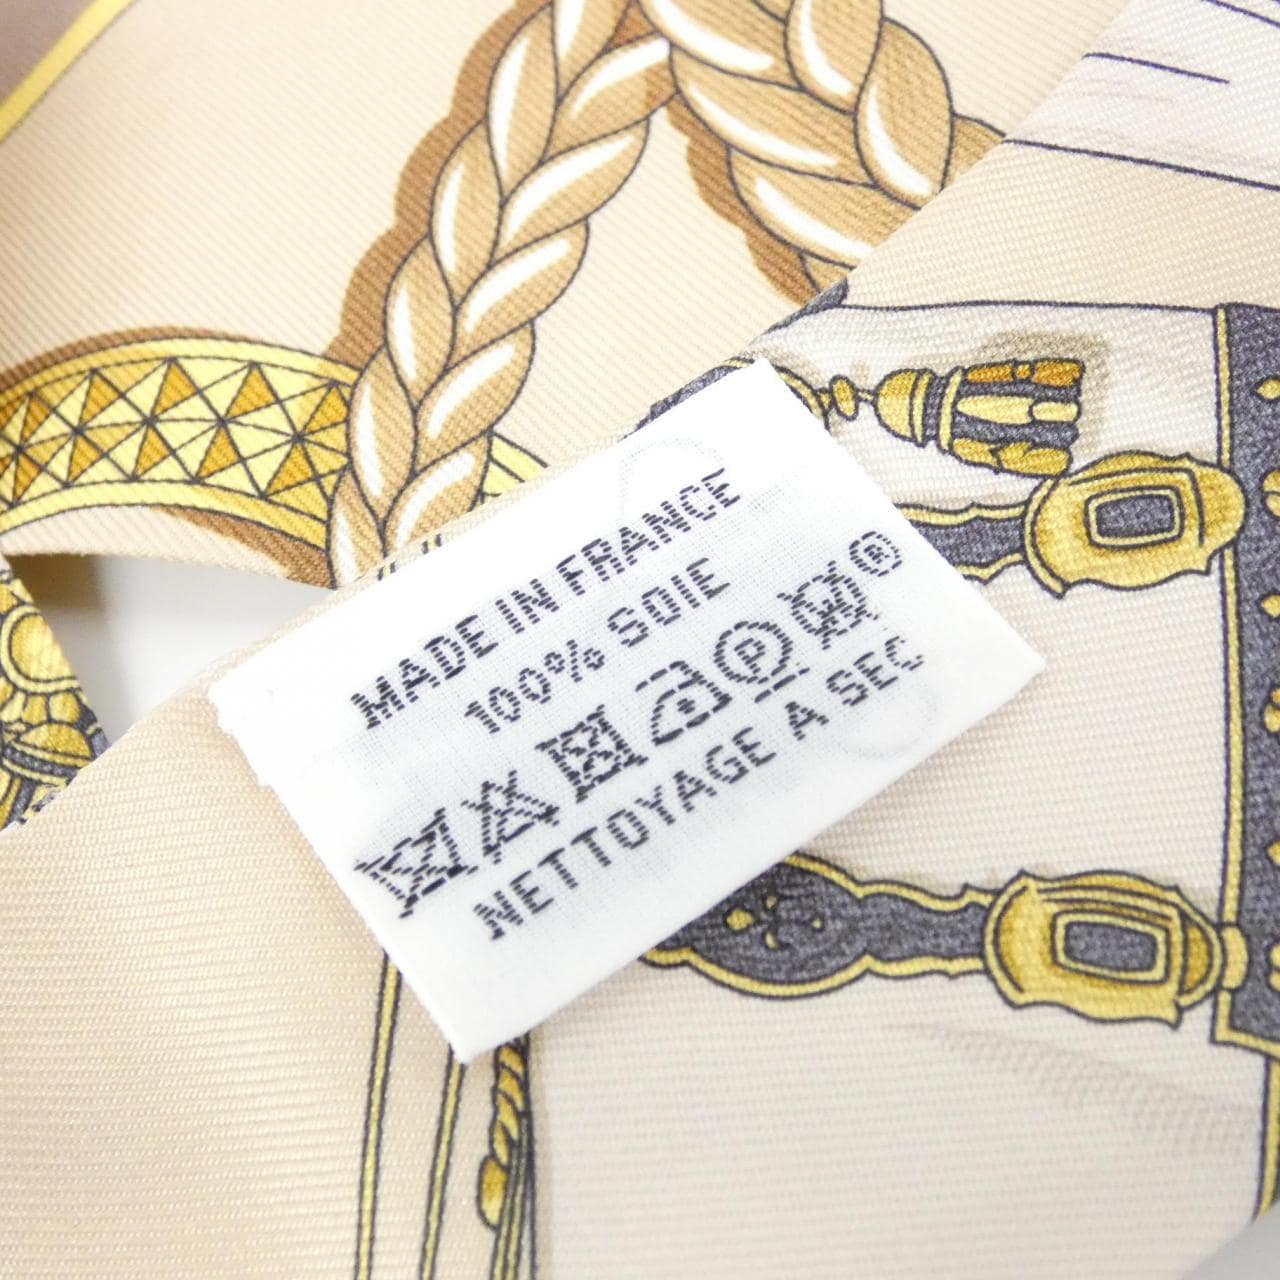 MADE IN FRANCE
100% SOIE
P W ®
NETTOYAGE A SEC